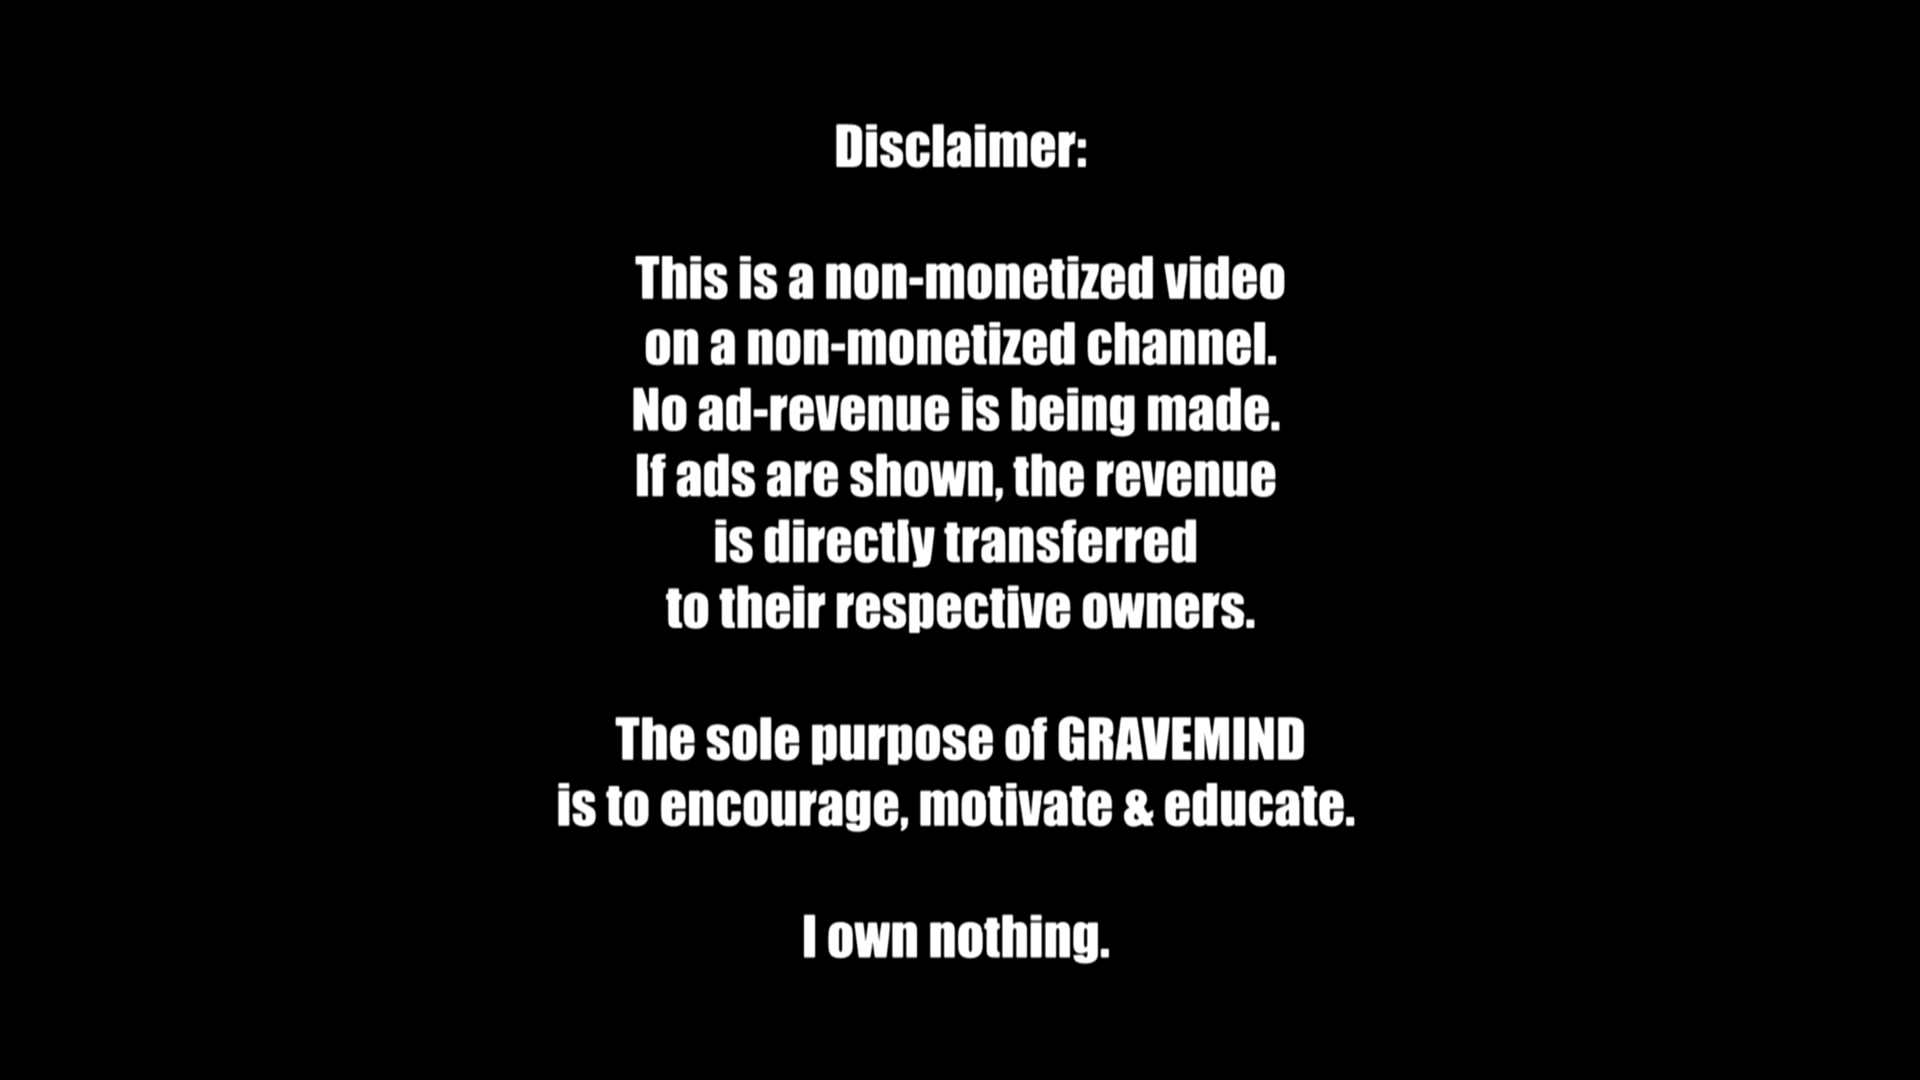 Disclaimer:
This is a non-monetized video
on a non-monetized channel.
No ad-revenue is being made.
If ads are shown, the revenue
is directly transferred
to their respective owners.
The sole purpose of GRAVEMIND
is to encourage, motivate & educate.
I own nothing.